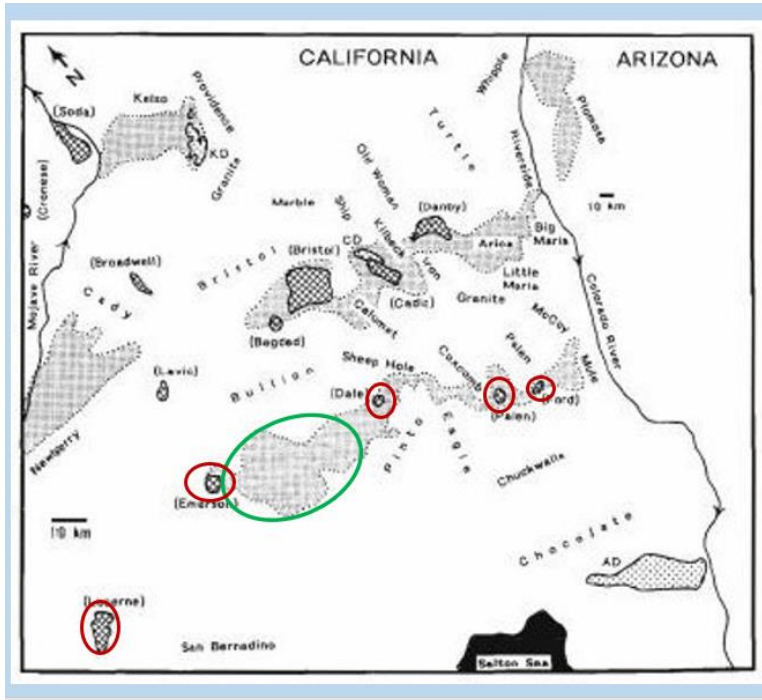 CALIFORNIA
ARIZONA
N
Kelso
Providence
(Soda)
KD
Granite
(Cronese)
Mojave River
Whipple
Plomosa
Turtle
Riverside
10 km
Old Woman
Marble
Ship
(Danby)
Kilbeck
CD
Iron
Arica
Big
Maria
(Broadwell)
Cady
Bristol
(Bristol)
(Cadiz)
Little
Maria
Granite
McCoy
Colorado River
Calumet
(Bagdad)
Sheep Hole
Coxcomb
Palen
Mule
(Lavic)
Bullion
(Dale)
(Palen)
(Ford)
Pinto
Eagle
Newberry
(Emerson)
Chuckwalla
10 km
Chocolate
AD
(Lucerne)
San Bernadino
Salton Sea